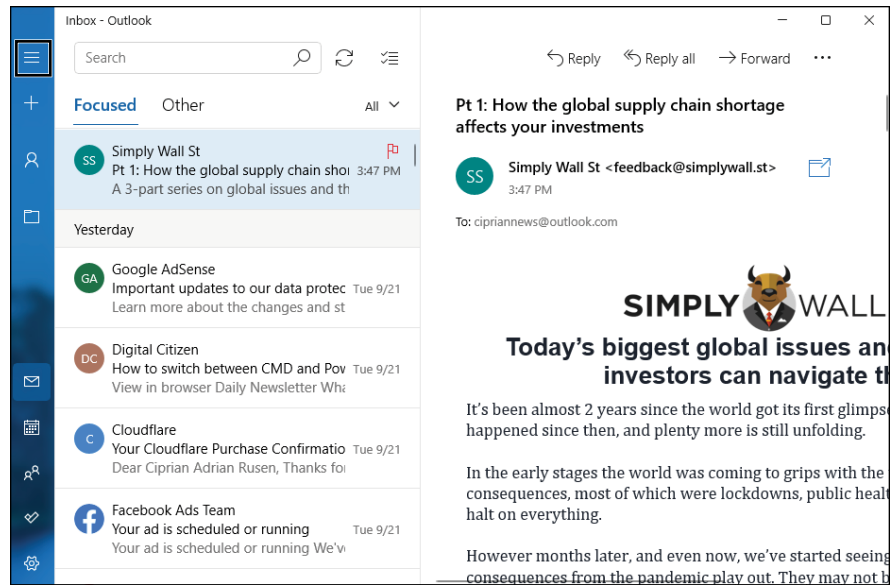 Inbox - Outlook
Search
Focused Other All
SS Simply Wall St
Pt 1: How the global supply chain shor 3:47 PM
A 3-part series on global issues and th
Yesterday
GA Google AdSense
Important updates to our data protec Tue 9/21
Learn more about the changes and st
DC Digital Citizen
How to switch between CMD and Pow Tue 9/21
View in browser Daily Newsletter Wha
C Cloudflare
Your Cloudflare Purchase Confirmatio Tue 9/21
Dear Ciprian Adrian Rusen, Thanks for
Facebook Ads Team
Your ad is scheduled or running Tue 9/21
Your ad is scheduled or running We'v
Reply Reply all Forward
Pt 1: How the global supply chain shortage
affects your investments
SS Simply Wall St <feedback@simplywall.st>
3:47 PM
To: cipriannews@outlook.com
SIMPLY WALL
Today's biggest global issues an
investors can navigate th
It's been almost 2 years since the world got its first glimpse
happened since then, and plenty more is still unfolding.
In the early stages the world was coming to grips with the
consequences, most of which were lockdowns, public healt
halt on everything.
However months later, and even now, we've started seeing
consequences from the pandemic play out. They may not b